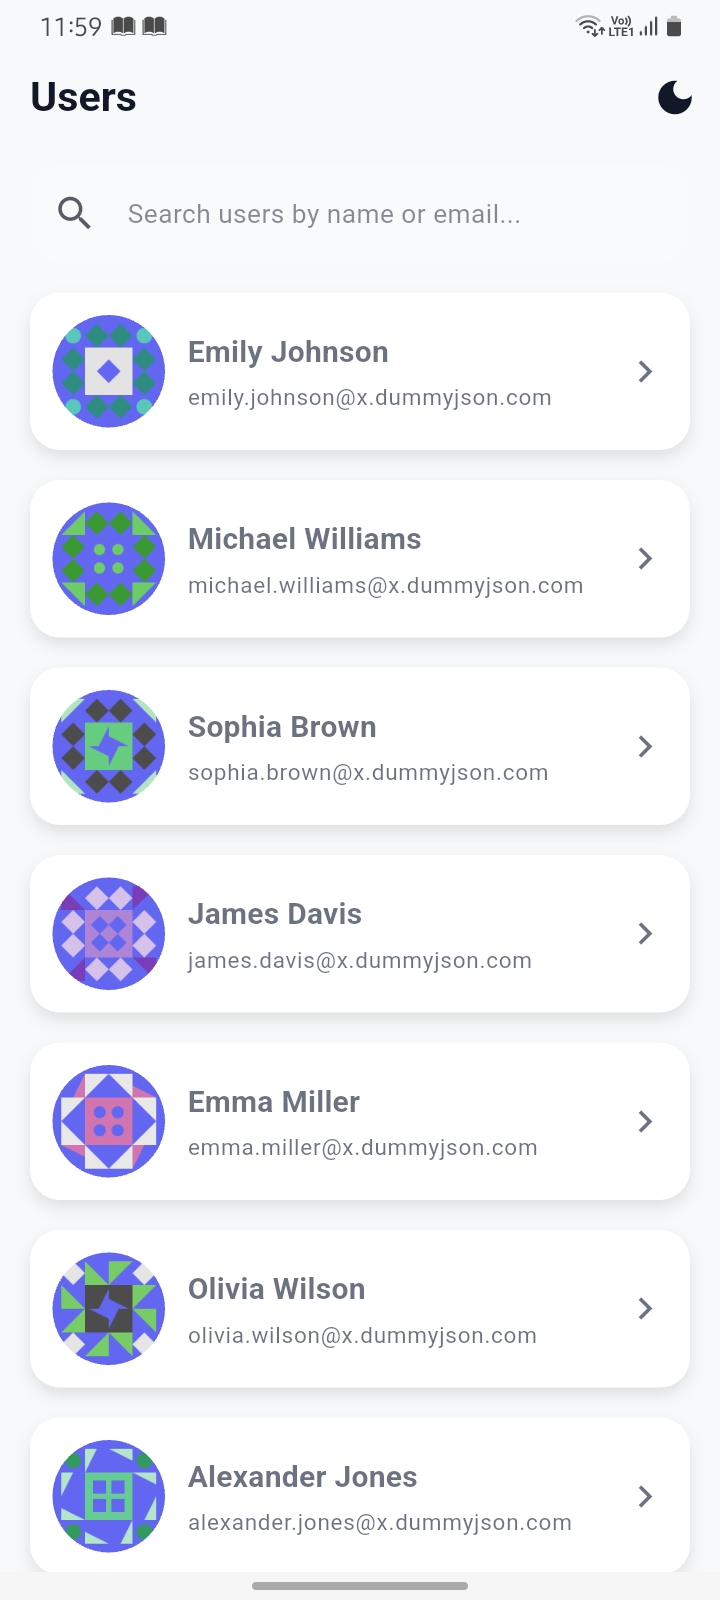 11:59
Vo))
LTE1
Users
Search users by name or email...
Emily Johnson
emily.johnson@x.dummyjson.com
Michael Williams
michael.williams@x.dummyjson.com
Sophia Brown
sophia.brown@x.dummyjson.com
James Davis
james.davis@x.dummyjson.com
Emma Miller
emma.miller@x.dummyjson.com
Olivia Wilson
olivia.wilson@x.dummyjson.com
Alexander Jones
alexander.jones@x.dummyjson.com